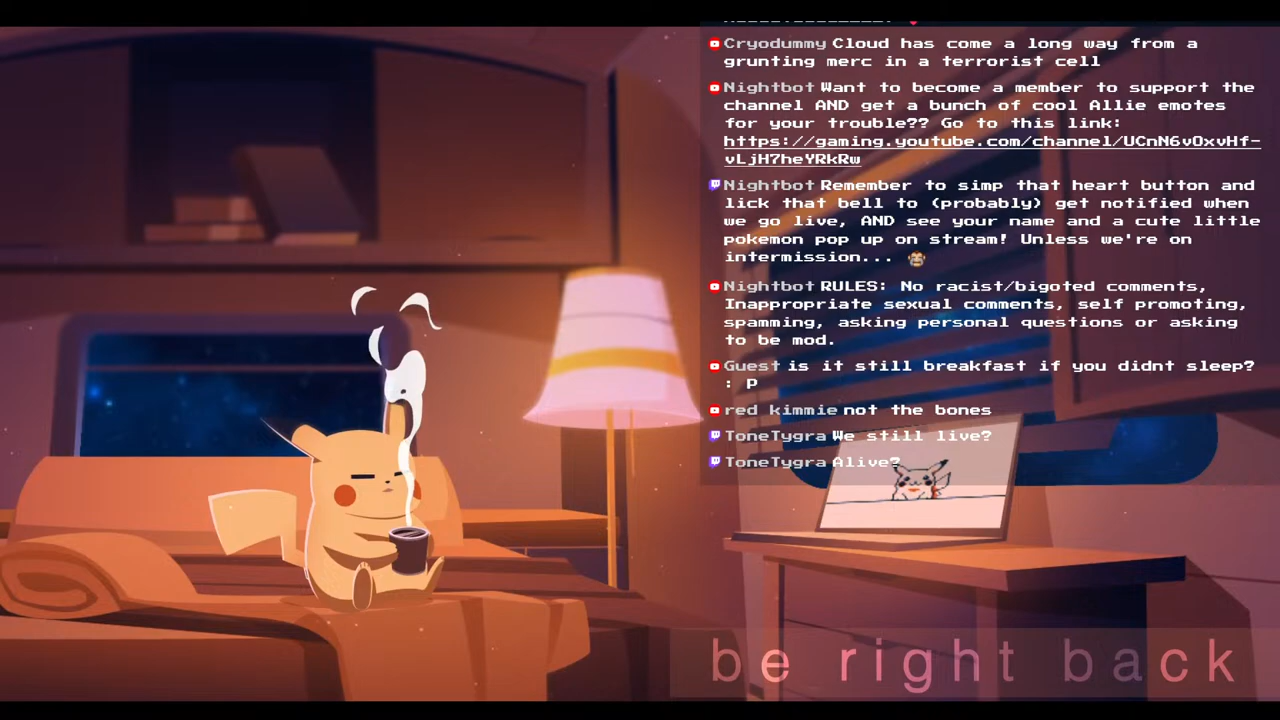 Cryodummy Cloud has come a long way from a
grunting merc in a terrorist cell
Nightbot Want to become a member to support the
channel AND get a bunch of cool Allie emotes
for your trouble?? Go to this link:
https://gaming.youtube.com/channel/UCnN6vOxvHf-
vLjH7heYRkRw
Nightbot Remember to simp that heart button and
lick that bell to (probably) get notified when
we go live, AND see your name and a cute little
pokemon pop up on stream! Unless we're on
intermission...
Nightbot RULES: No racist/bigoted comments,
Inappropriate sexual comments, self promoting,
spamming, asking personal questions or asking
to be mod.
Guest is it still breakfast if you didnt sleep?
: P
red kimmie not the bones
ToneTygra We still live?
ToneTygra Alive?
be right back